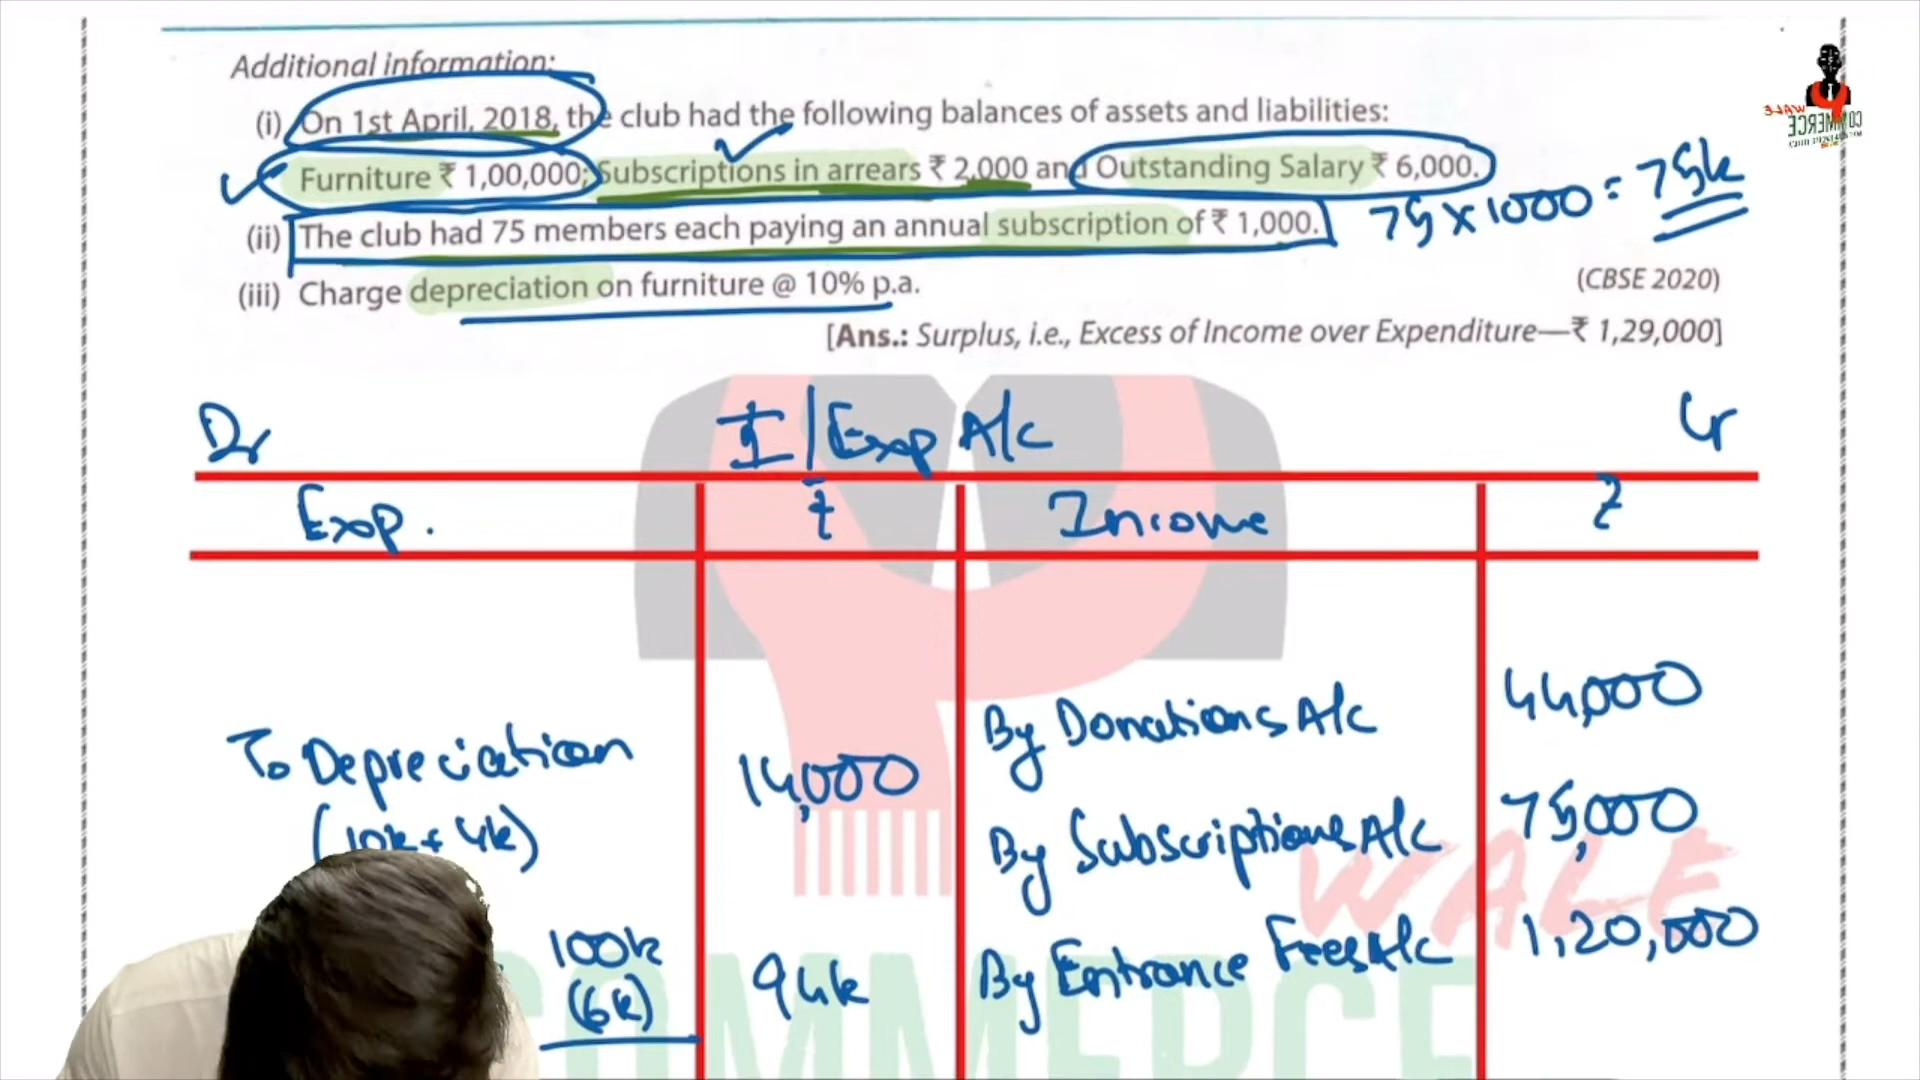 Additional information:
(i) On 1st April, 2018, the club had the following balances of assets and liabilities:
Furniture ₹ 1,00,000; Subscriptions in arrears ₹ 2,000 and Outstanding Salary ₹ 6,000.
75 x 1000 = 75k
(ii) The club had 75 members each paying an annual subscription of ₹ 1,000.
(iii) Charge depreciation on furniture @ 10% p.a.
(CBSE 2020)
[Ans.: Surplus, i.e., Excess of Income over Expenditure—₹ 1,29,000]
Dr I/Exp A/c Cr
Exp. ₹ Income ₹
By Donations A/c 44,000
To Depreciation 14,000
(10k + 4k)
By Subscriptions A/c 75,000
100k
(6k) 94k By Entrance Fees A/c 1,20,000
WALE
COMMERCE